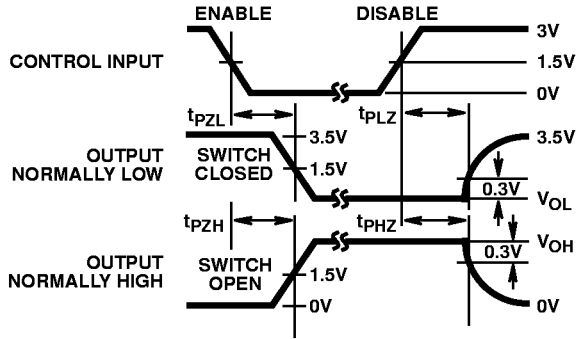 ENABLE
DISABLE
CONTROL INPUT
3V
1.5V
0V
tPZL
tPLZ
OUTPUT
NORMALLY LOW
SWITCH
CLOSED
3.5V
1.5V
3.5V
0.3V
VOL
tPZH
tPHZ
OUTPUT
NORMALLY HIGH
SWITCH
OPEN
1.5V
0V
VOH
0.3V
0V